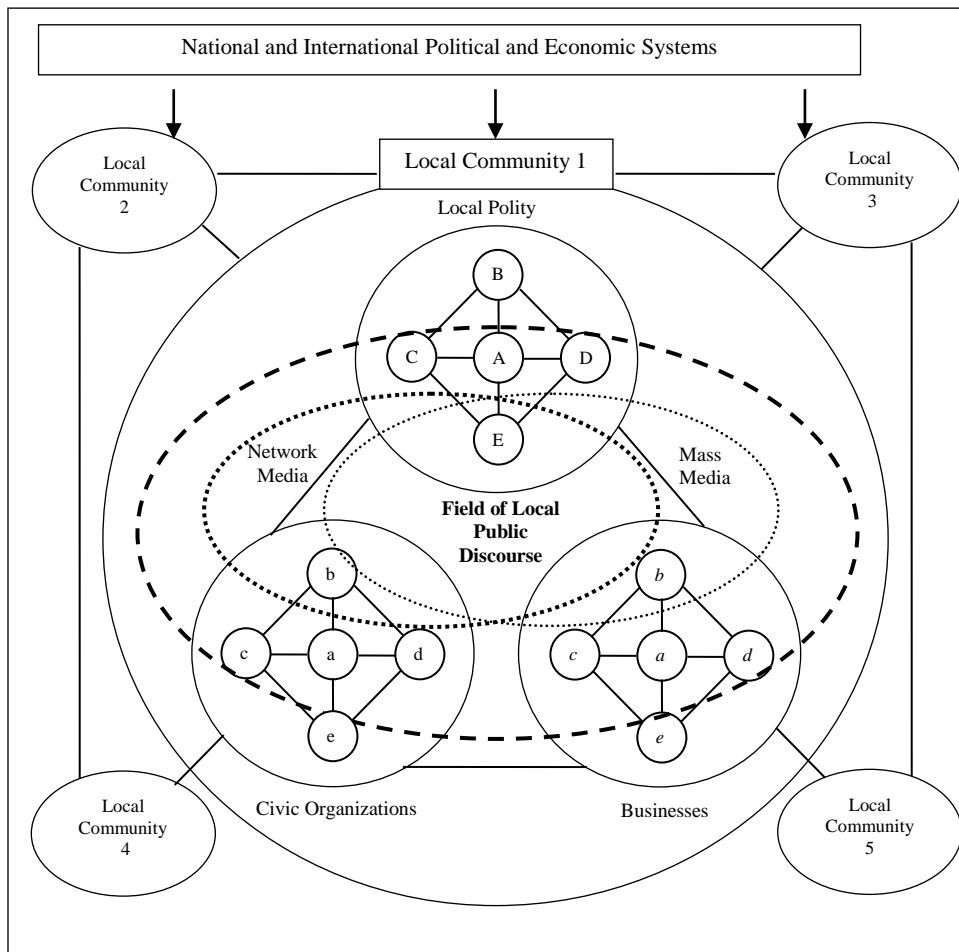 National and International Political and Economic Systems
Local
Community
2
Local Community 1
Local
Community
3
Local Polity
B
C
A
D
E
Network
Media
Mass
Media
Field of Local
Public
Discourse
b
c
a
d
e
b
c
a
d
e
Civic Organizations
Businesses
Local
Community
4
Local
Community
5